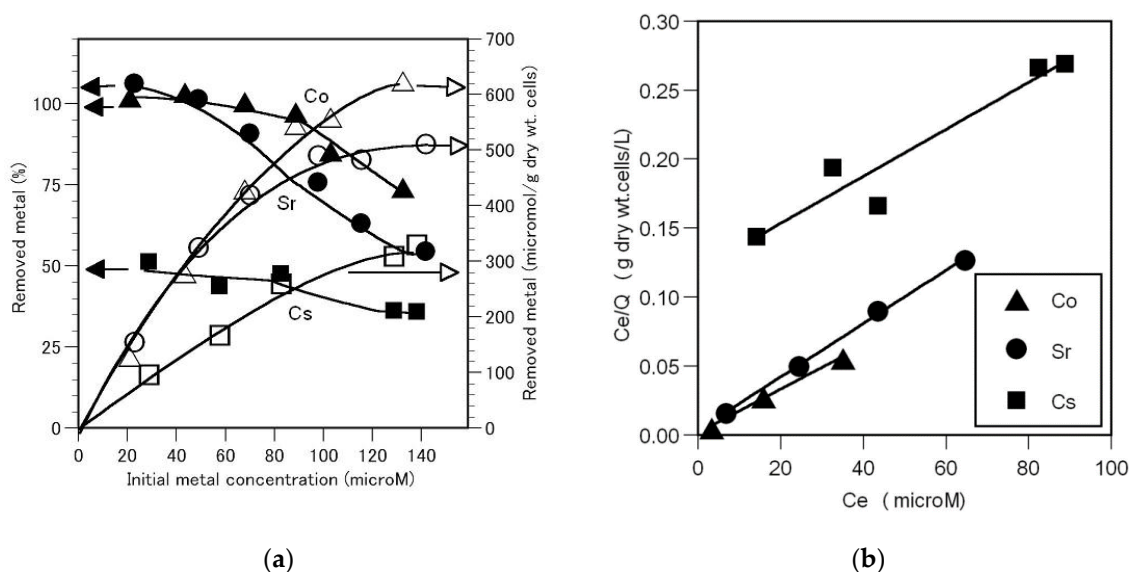 700
600
500
400
300
200
100
0
100
75
50
25
0
Removed metal (%)
Removed metal (micromol/g dry wt. cells)
Co
Sr
Cs
0 20 40 60 80 100 120 140
Initial metal concentration (microM)
(a)
b)
0.30
0.25
0.20
0.15
0.10
0.05
0.00
Ce/Q ( g dry wt.cells/L)
Co
Sr
Cs
0 20 40 60 80 100
Ce ( microM)
(b)